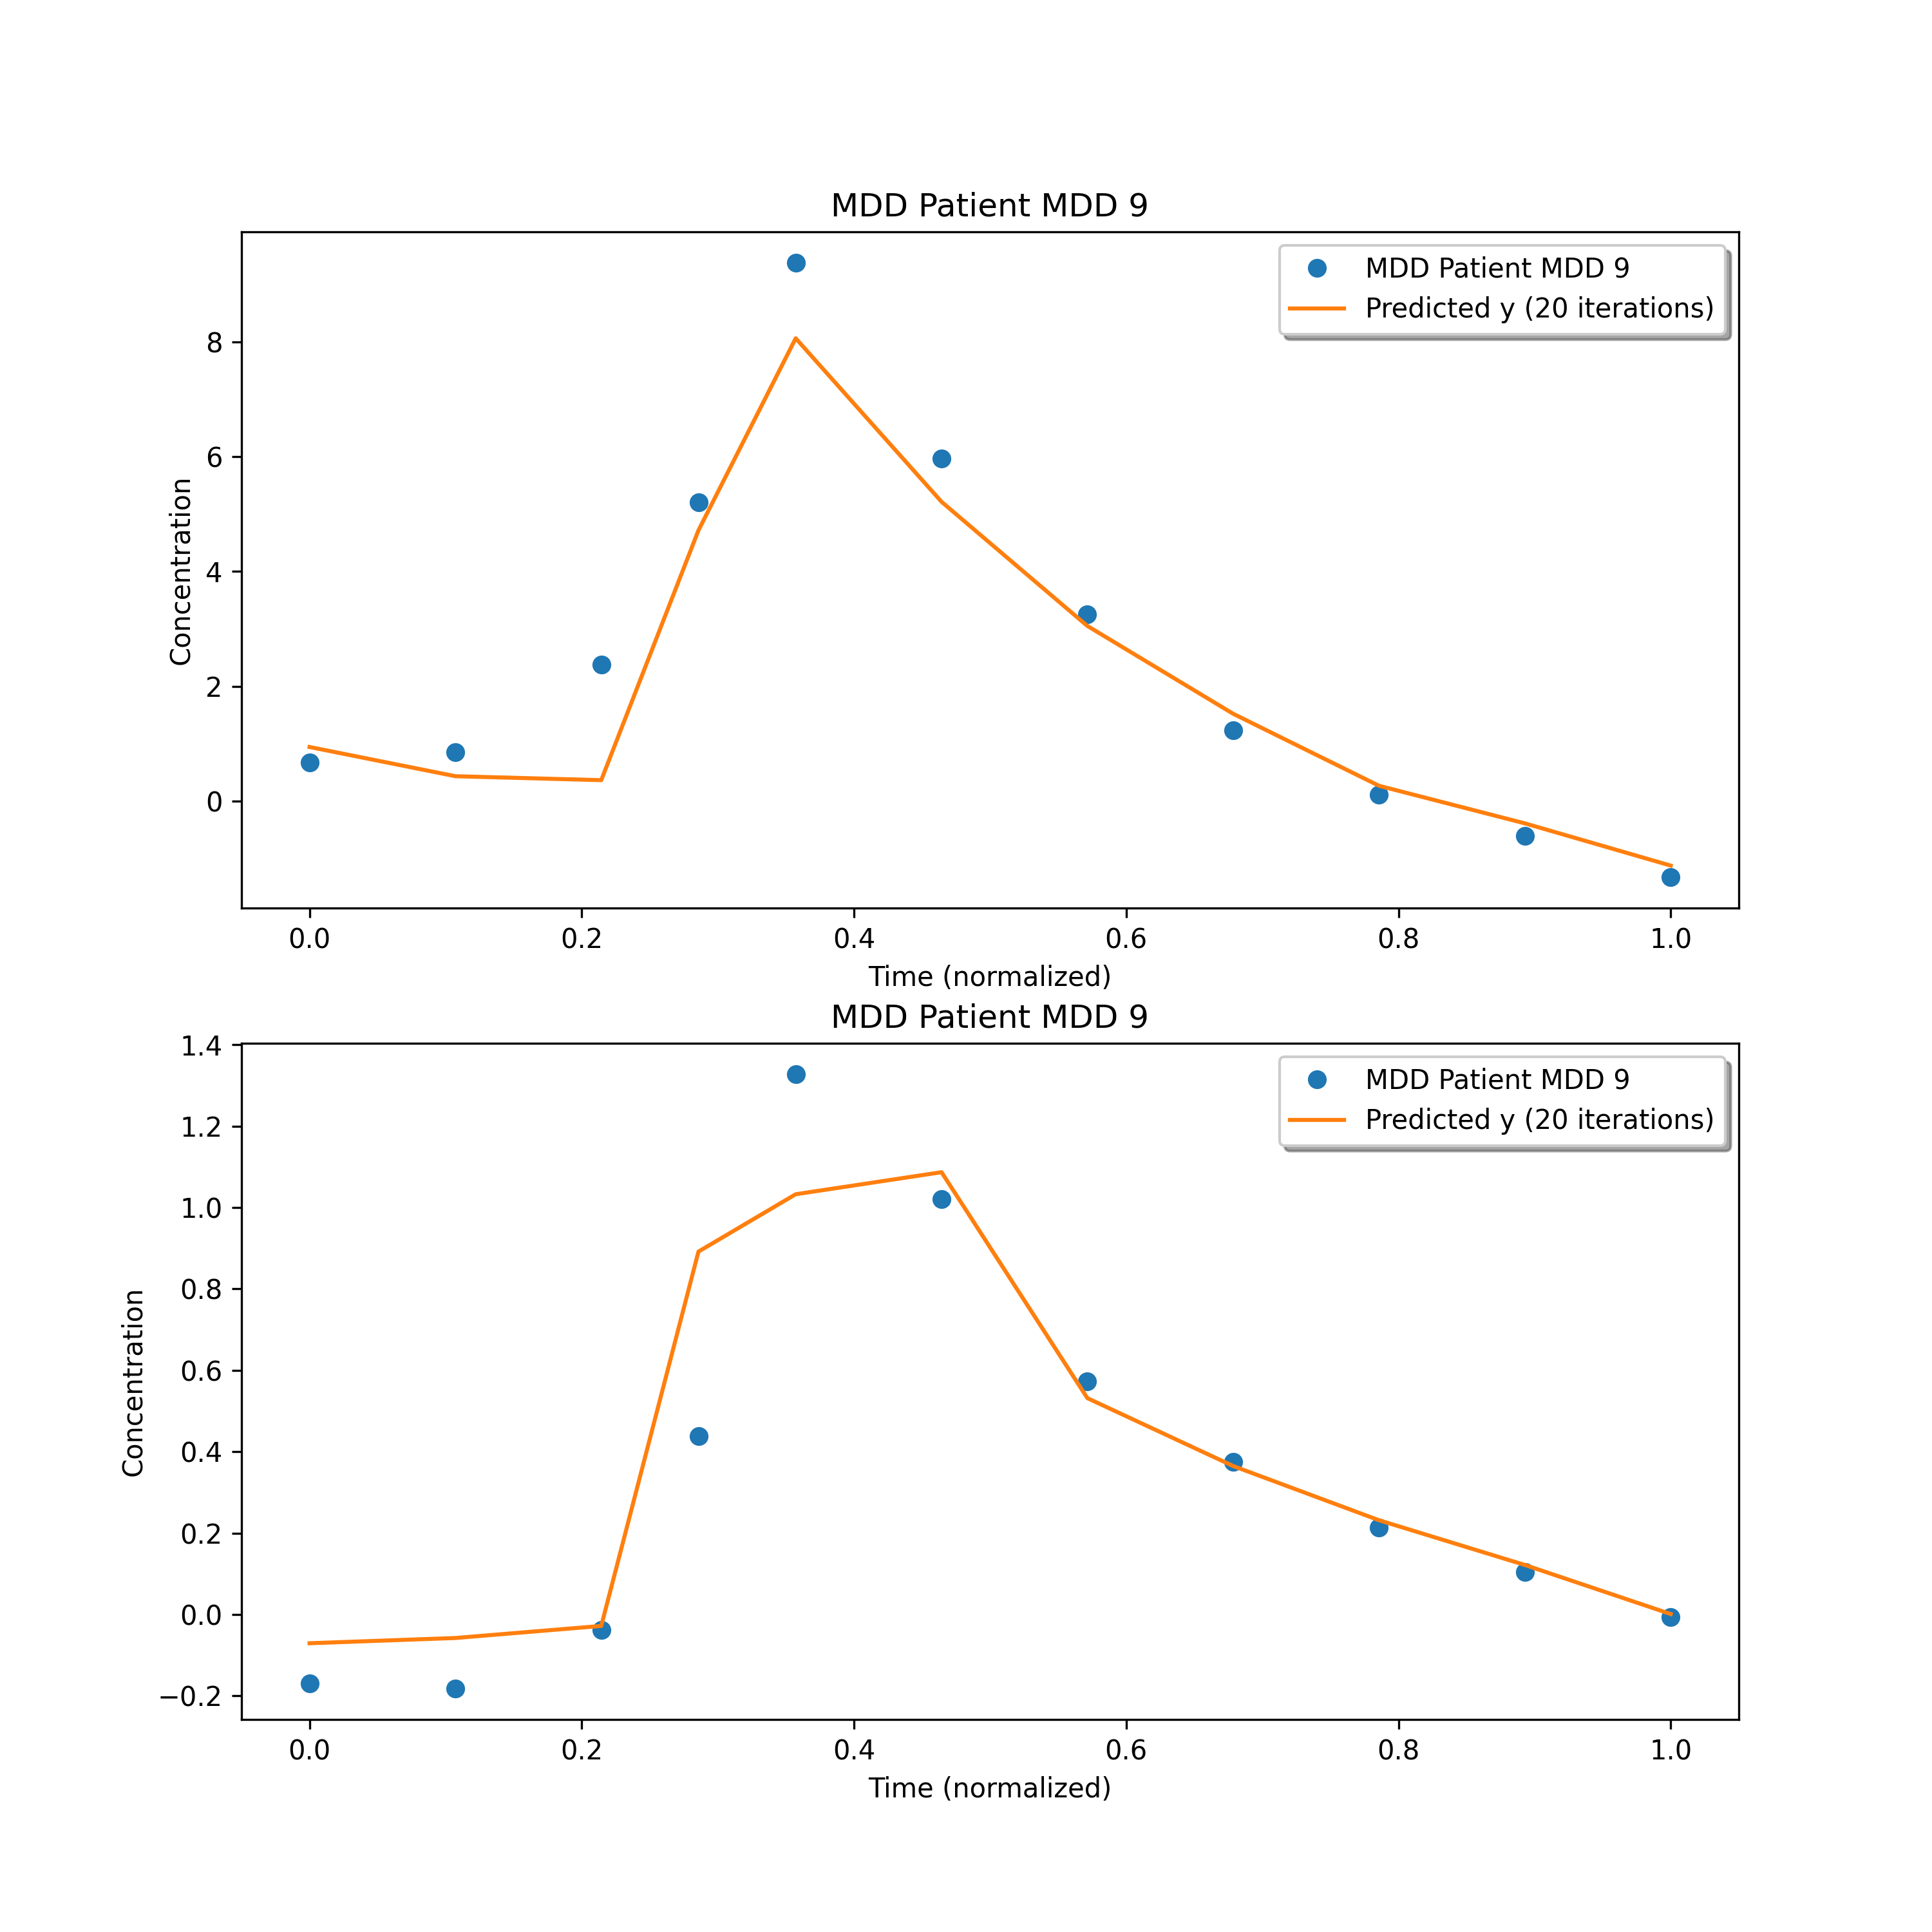 MDD Patient MDD 9
MDD Patient MDD 9
Predicted y (20 iterations)
8
6
4
2
0
Concentration
0.0 0.2 0.4 0.6 0.8 1.0
Time (normalized)
MDD Patient MDD 9
MDD Patient MDD 9
Predicted y (20 iterations)
1.4
1.2
1.0
0.8
0.6
0.4
0.2
0.0
−0.2
Concentration
0.0 0.2 0.4 0.6 0.8 1.0
Time (normalized)